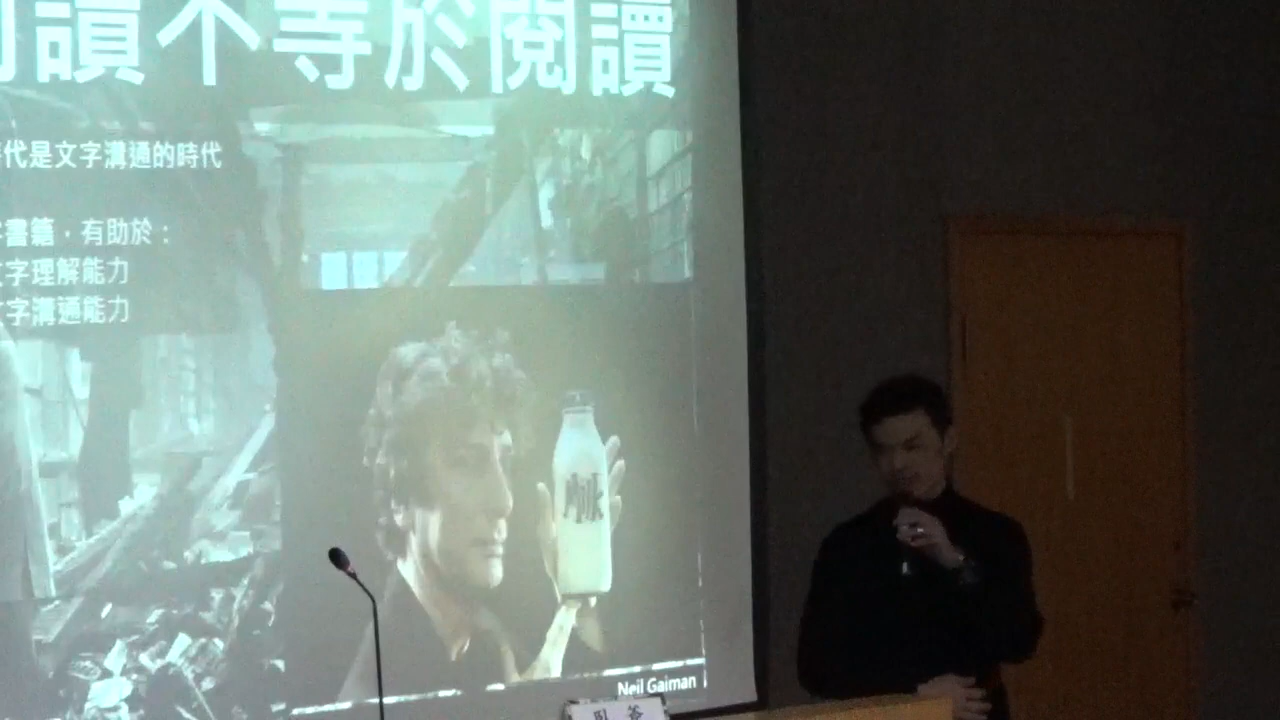 讀不等於閱讀
代是文字溝通的時代
書籍，有助於：
文字理解能力
文字溝通能力
Milk
Neil Gaiman